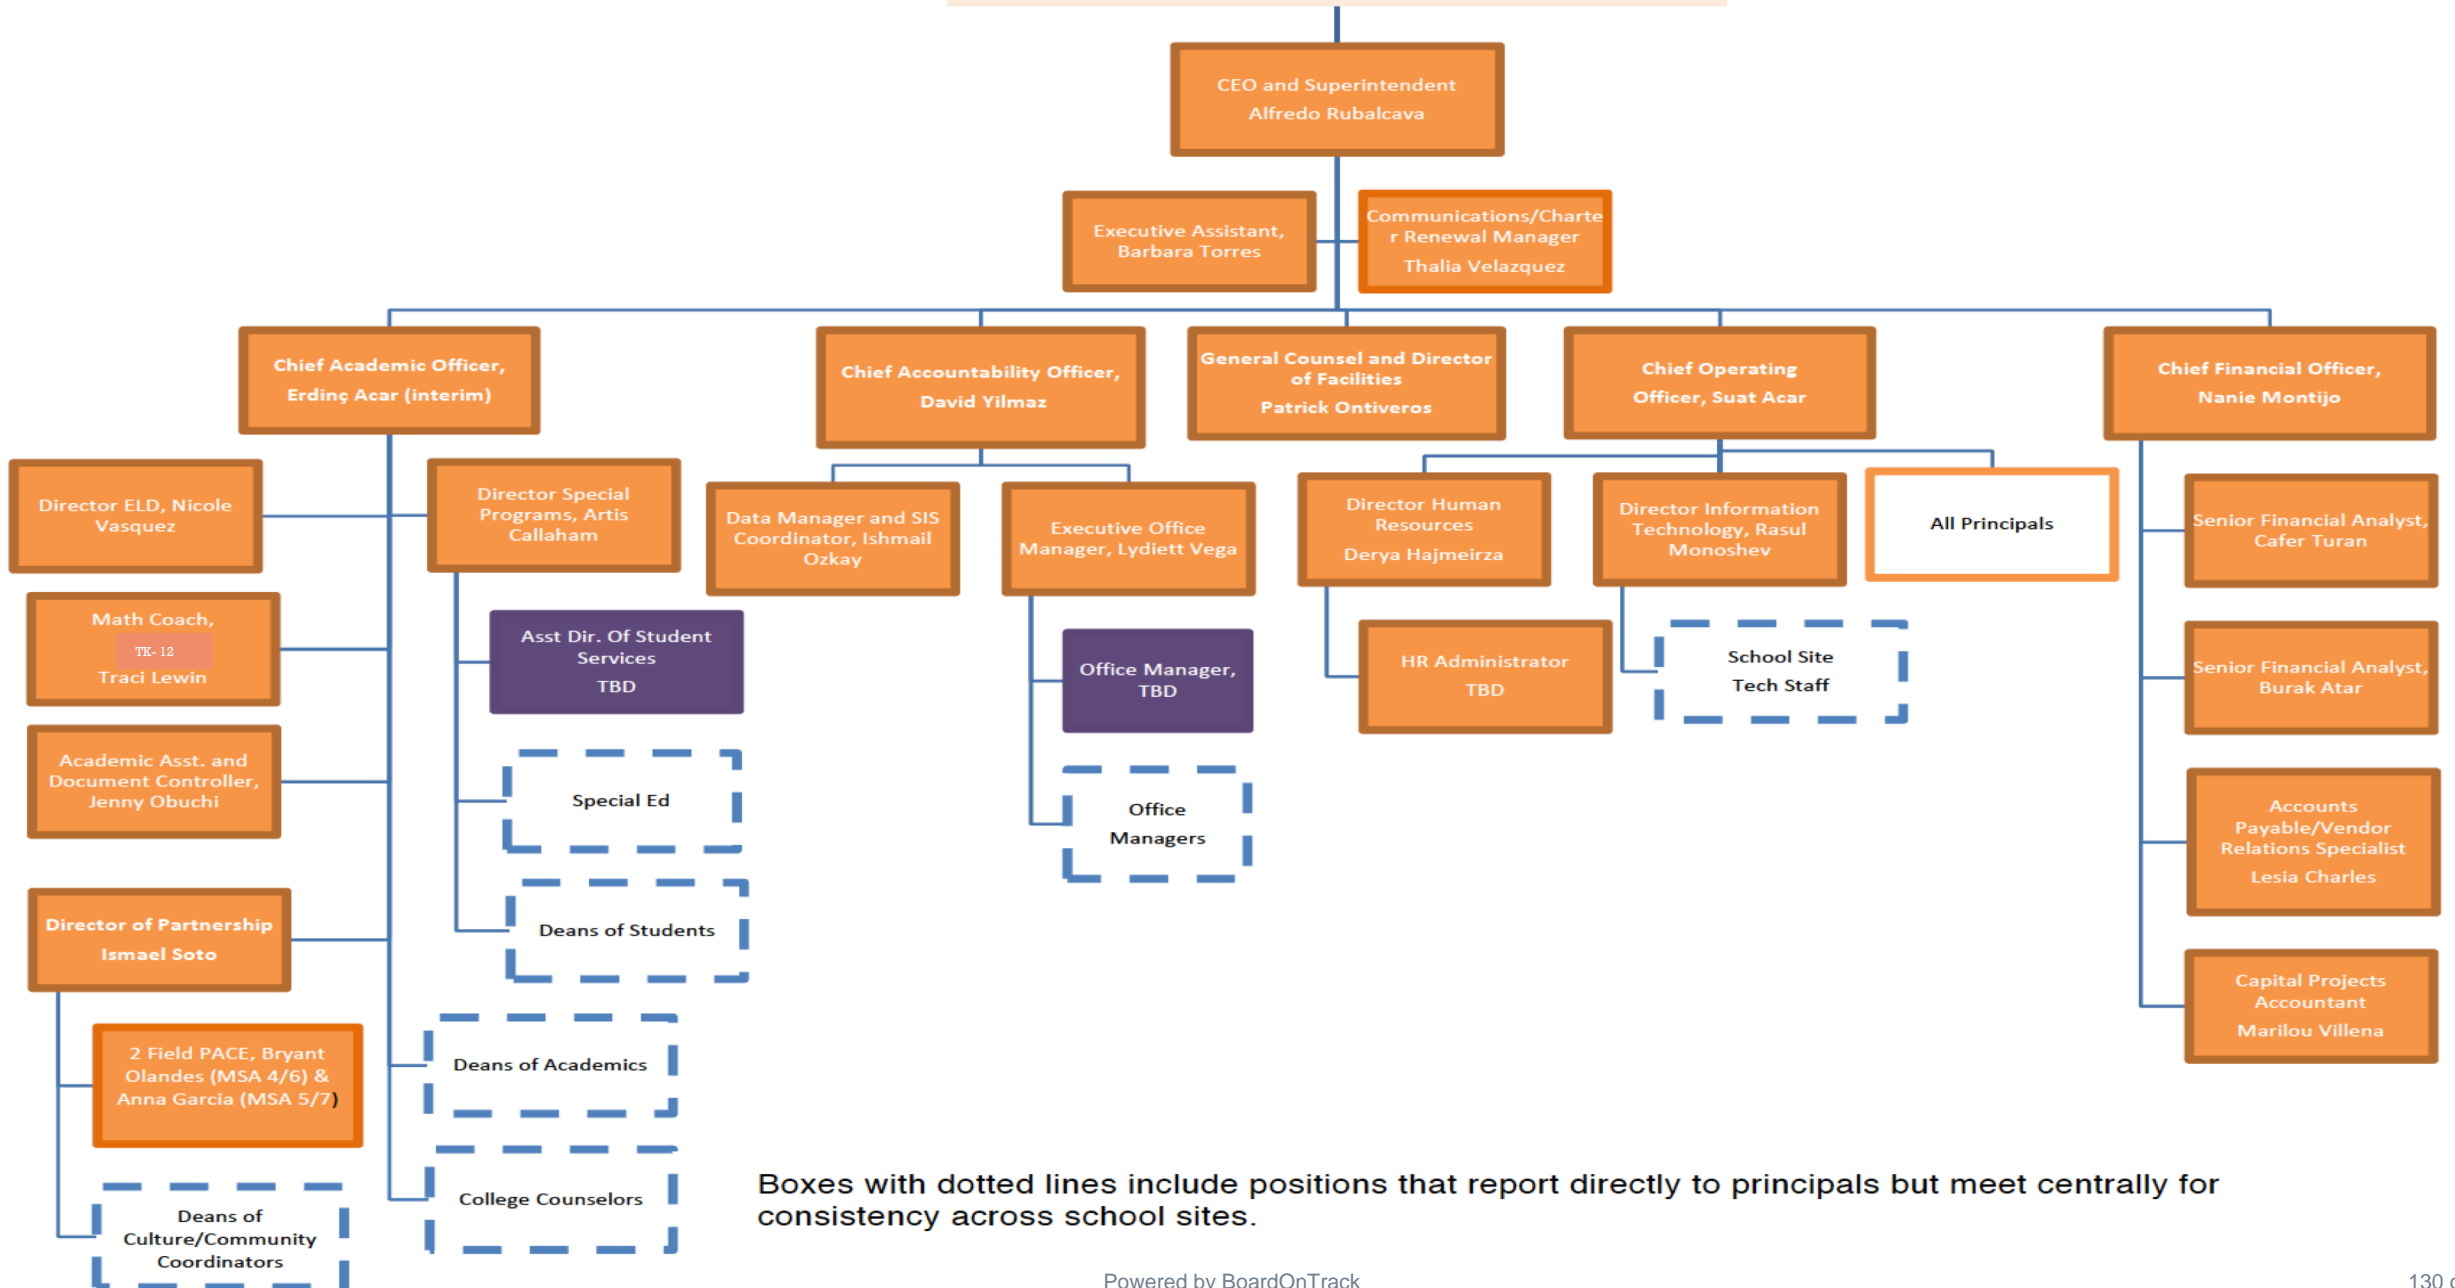 CEO and Superintendent
Alfredo Rubalcava
Executive Assistant,
Barbara Torres
Communications/Charte
r Renewal Manager
Thalia Velazquez
Chief Academic Officer,
Erdinç Acar (interim)
Chief Accountability Officer,
David Yilmaz
General Counsel and Director
of Facilities
Patrick Ontiveros
Chief Operating
Officer, Suat Acar
Chief Financial Officer,
Nanie Montijo
Director ELD, Nicole
Vasquez
Director Special
Programs, Artis
Callaham
Data Manager and SIS
Coordinator, Ishmail
Ozkay
Executive Office
Manager, Lydiett Vega
Director Human
Resources
Derya Hajmeirza
Director Information
Technology, Rasul
Monoshev
All Principals
Senior Financial Analyst,
Cafer Turan
Math Coach,
TK-12
Traci Lewin
Asst Dir. Of Student
Services
TBD
Office Manager,
TBD
HR Administrator
TBD
School Site
Tech Staff
Senior Financial Analyst,
Burak Atar
Academic Asst. and
Document Controller,
Jenny Obuchi
Special Ed
Office
Managers
Accounts
Payable/Vendor
Relations Specialist
Lesia Charles
Director of Partnership
Ismael Soto
Deans of Students
Capital Projects
Accountant
Marilou Villena
2 Field PACE, Bryant
Olandes (MSA 4/6) &
Anna Garcia (MSA 5/7)
Deans of Academics
College Counselors
Deans of
Culture/Community
Coordinators
Boxes with dotted lines include positions that report directly to principals but meet centrally for
consistency across school sites.
Powered by BoardOnTrack
130